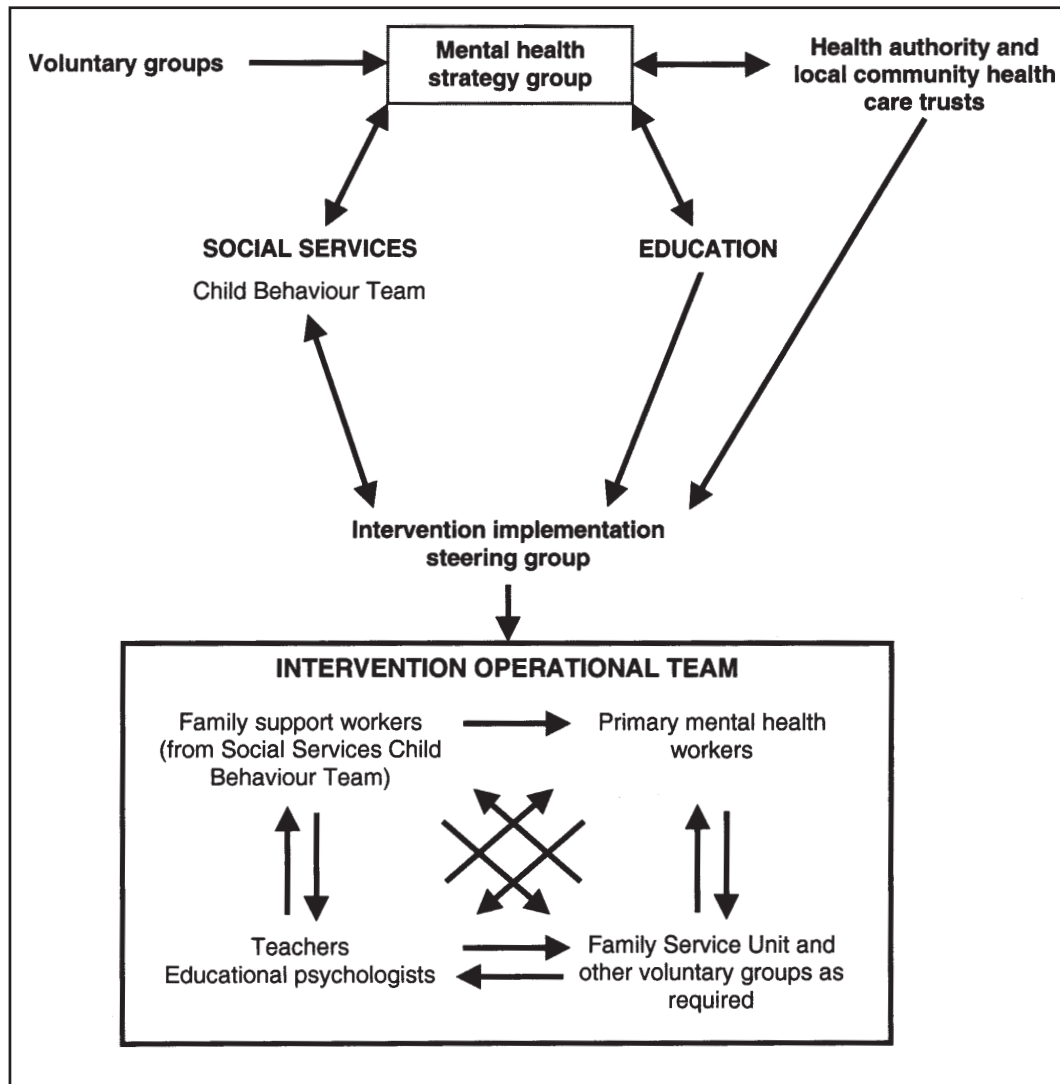 Voluntary groups
Mental health
strategy group
Health authority and
local community health
care trusts
SOCIAL SERVICES
Child Behaviour Team
EDUCATION
Intervention implementation
steering group
INTERVENTION OPERATIONAL TEAM
Family support workers
(from Social Services Child
Behaviour Team)
Primary mental health
workers
Teachers
Educational psychologists
Family Service Unit and
other voluntary groups as
required